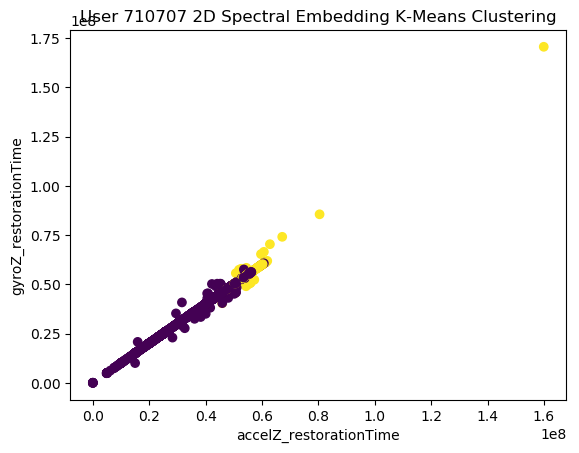 User 710707 2D Spectral Embedding K-Means Clustering
1e8
1.75
1.50
1.25
1.00
0.75
0.50
0.25
0.00
gyroZ_restorationTime
0.0 0.2 0.4 0.6 0.8 1.0 1.2 1.4 1.6
1e8
accelZ_restorationTime